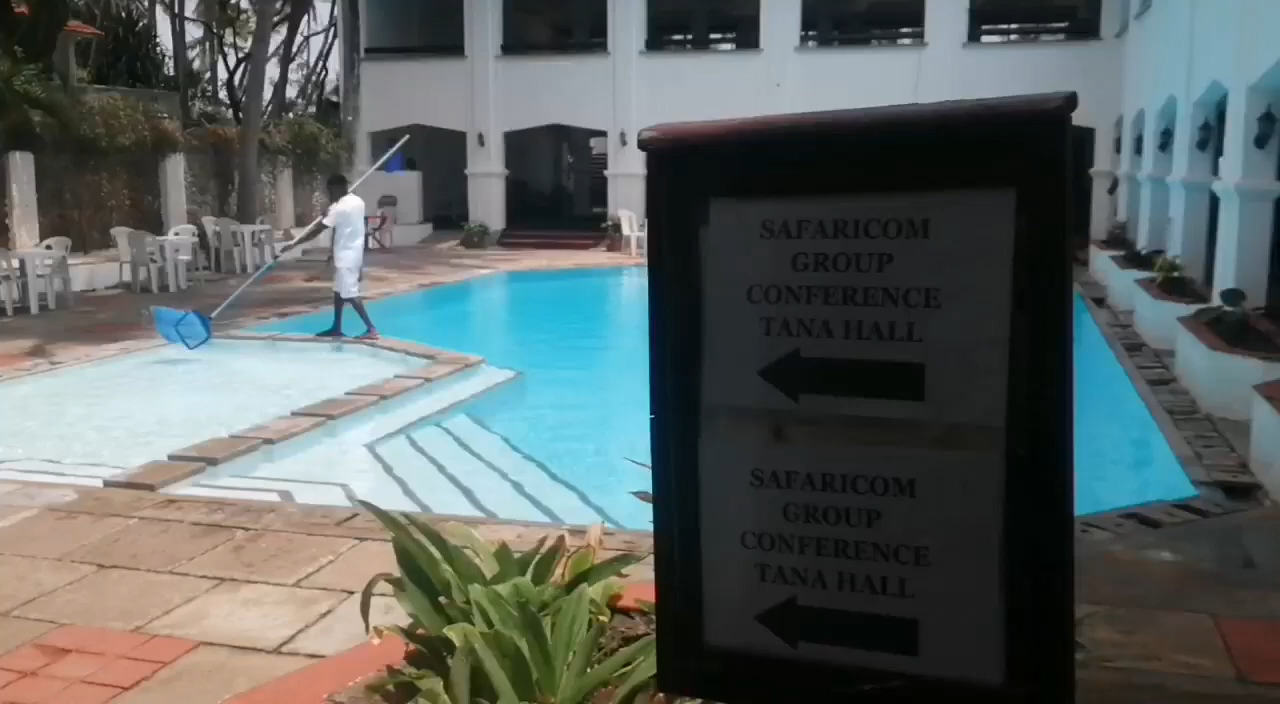 SAFARICOM
GROUP
CONFERENCE
TANA HALL
SAFARICOM
GROUP
CONFERENCE
TANA HALL